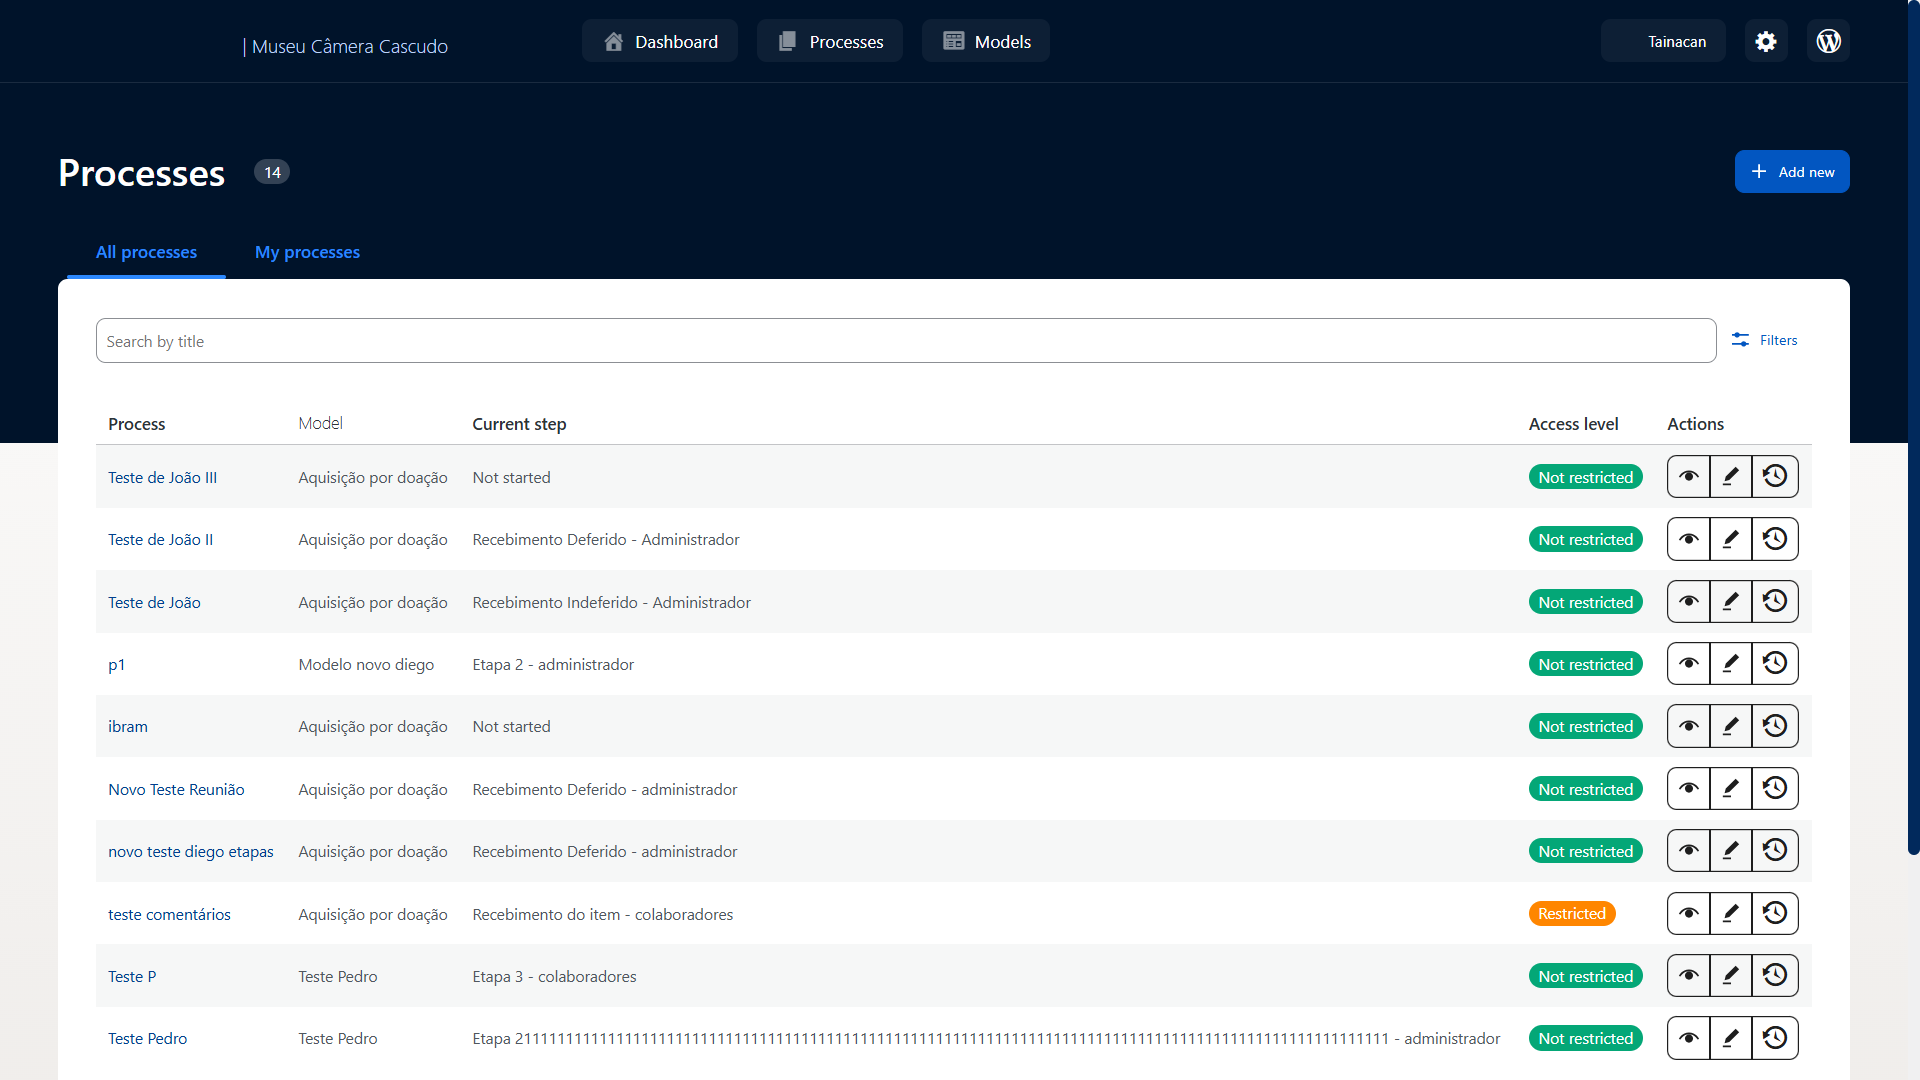 | Museu Câmera Cascudo
Dashboard
Processes
Models
Tainacan
Processes
14
Add new
All processes
My processes
Search by title
Filters
Process Model Current step Access level Actions
Teste de João III Aquisição por doação Not started Not restricted
Teste de João II Aquisição por doação Recebimento Deferido - Administrador Not restricted
Teste de João Aquisição por doação Recebimento Indeferido - Administrador Not restricted
p1 Modelo novo diego Etapa 2 - administrador Not restricted
ibram Aquisição por doação Not started Not restricted
Novo Teste Reunião Aquisição por doação Recebimento Deferido - administrador Not restricted
novo teste diego etapas Aquisição por doação Recebimento Deferido - administrador Not restricted
teste comentários Aquisição por doação Recebimento do item - colaboradores Restricted
Teste P Teste Pedro Etapa 3 - colaboradores Not restricted
Teste Pedro Teste Pedro Etapa - administrador Not restricted